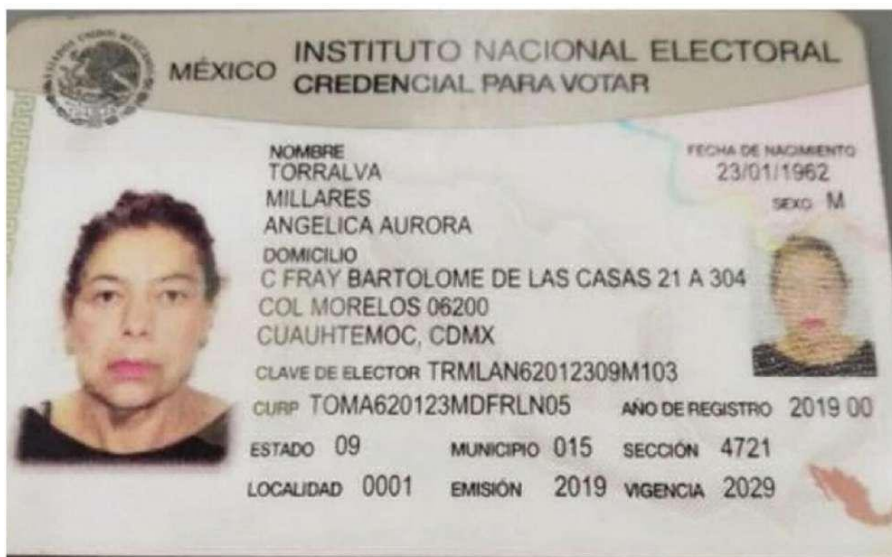 MÉXICO INSTITUTO NACIONAL ELECTORAL
CREDENCIAL PARA VOTAR
NOMBRE
TORRALVA
MILLARES
ANGELICA AURORA
FECHA DE NACIMIENTO
23/01/1962
SEXO M
DOMICILIO
C FRAY BARTOLOME DE LAS CASAS 21 A 304
COL MORELOS 06200
CUAUHTEMOC, CDMX
CLAVE DE ELECTOR TRMLAN62012309M103
CURP TOMA620123MDFRLN05 AÑO DE REGISTRO 2019 00
ESTADO 09 MUNICIPIO 015 SECCIÓN 4721
LOCALIDAD 0001 EMISIÓN 2019 VIGENCIA 2029